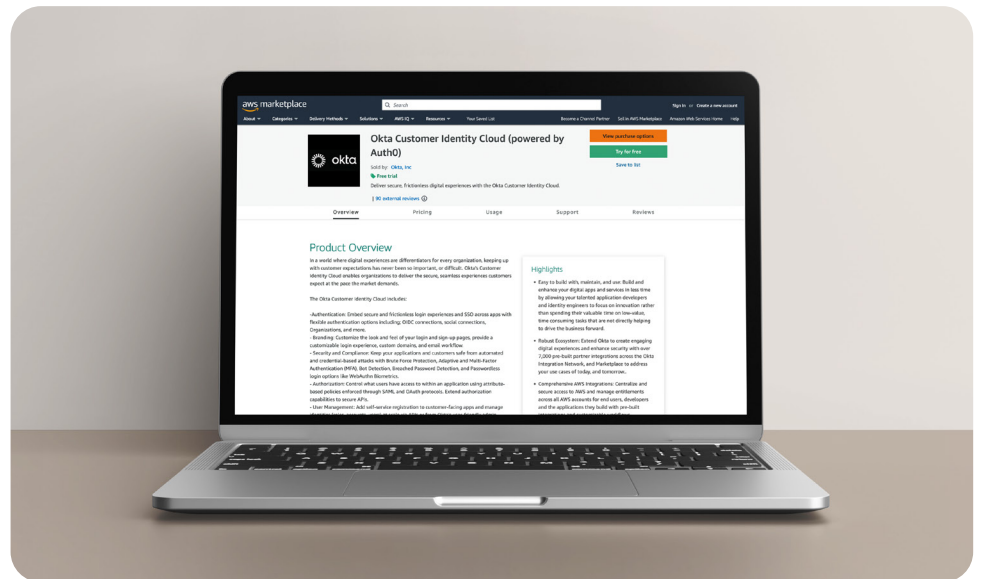 aws marketplace
Search
Sign in or Create a new account
About Categories Delivery Methods Solutions AWS IQ Resources Your Saved List Become a Channel Partner Sell in AWS Marketplace Amazon Web Services Home Help
okta
Okta Customer Identity Cloud (powered by
Auth0)
Sold by: Okta, Inc
Free trial
Deliver secure, frictionless digital experiences with the Okta Customer Identity Cloud.
| 90 external reviews
View purchase options
Try for free
Save to list
Overview Pricing Usage Support Reviews
Product Overview
In a world where digital experiences are differentiators for every organization, keeping up
with customer expectations has never been so important, or difficult. Okta's Customer
Identity Cloud enables organizations to deliver the secure, seamless experiences customers
expect at the pace the market demands.
The Okta Customer Identity Cloud includes:
-Authentication: Embed secure and frictionless login experiences and SSO across apps with
flexible authentication options including; OIDC connections, social connections,
Organizations, and more.
- Branding: Customize the look and feel of your login and sign-up pages, provide a
customizable login experience, custom domains, and email workflow
- Security and Compliance: Keep your applications and customers safe from automated
and credential-based attacks with Brute Force Protection, Adaptive and Multi-Factor
Authentication (MFA), Bot Detection, Breached Password Detection, and Passwordless
login options like WebAuthn Biometrics.
- Authorization: Control what users have access to within an application using attribute-
based policies enforced through SAML and OAuth protocols. Extend authorization
capabilities to secure APIs.
- User Management: Add self-service registration to customer-facing apps and manage
Highlights
• Easy to build with, maintain, and use: Build and
enhance your digital apps and services in less time
by allowing your talented application developers
and identity engineers to focus on innovation rather
than spending their valuable time on low-value,
time consuming tasks that are not directly helping
to drive the business forward.
• Robust Ecosystem: Extend Okta to create engaging
digital experiences and enhance security with over
7,000 pre-built partner integrations across the Okta
Integration Network, and Marketplace to address
your use cases of today, and tomorrow.
• Comprehensive AWS Integrations: Centralize and
secure access to AWS and manage entitlements
across all AWS accounts for end users, developers
and the applications they build with pre-built